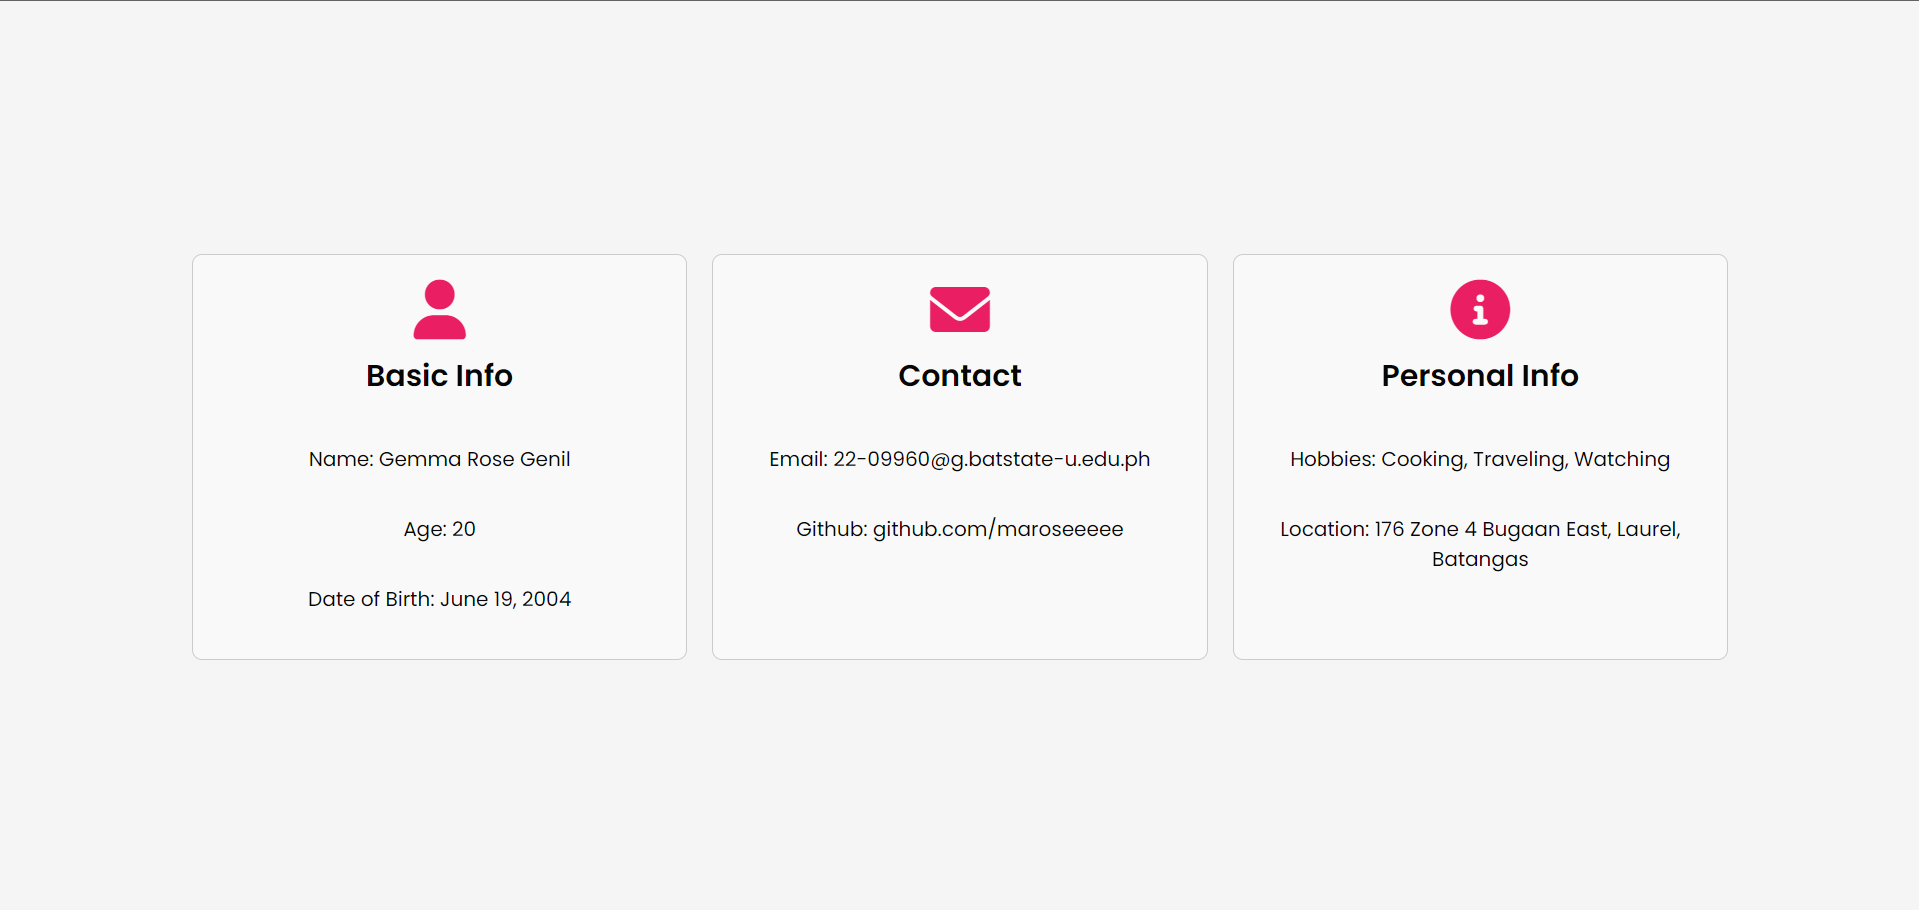 Basic Info
Name: Gemma Rose Genil
Age: 20
Date of Birth: June 19, 2004
Contact
Email: 22-09960@g.batstate-u.edu.ph
Github: github.com/maroseeeee
Personal Info
Hobbies: Cooking, Traveling, Watching
Location: 176 Zone 4 Bugaan East, Laurel,
Batangas